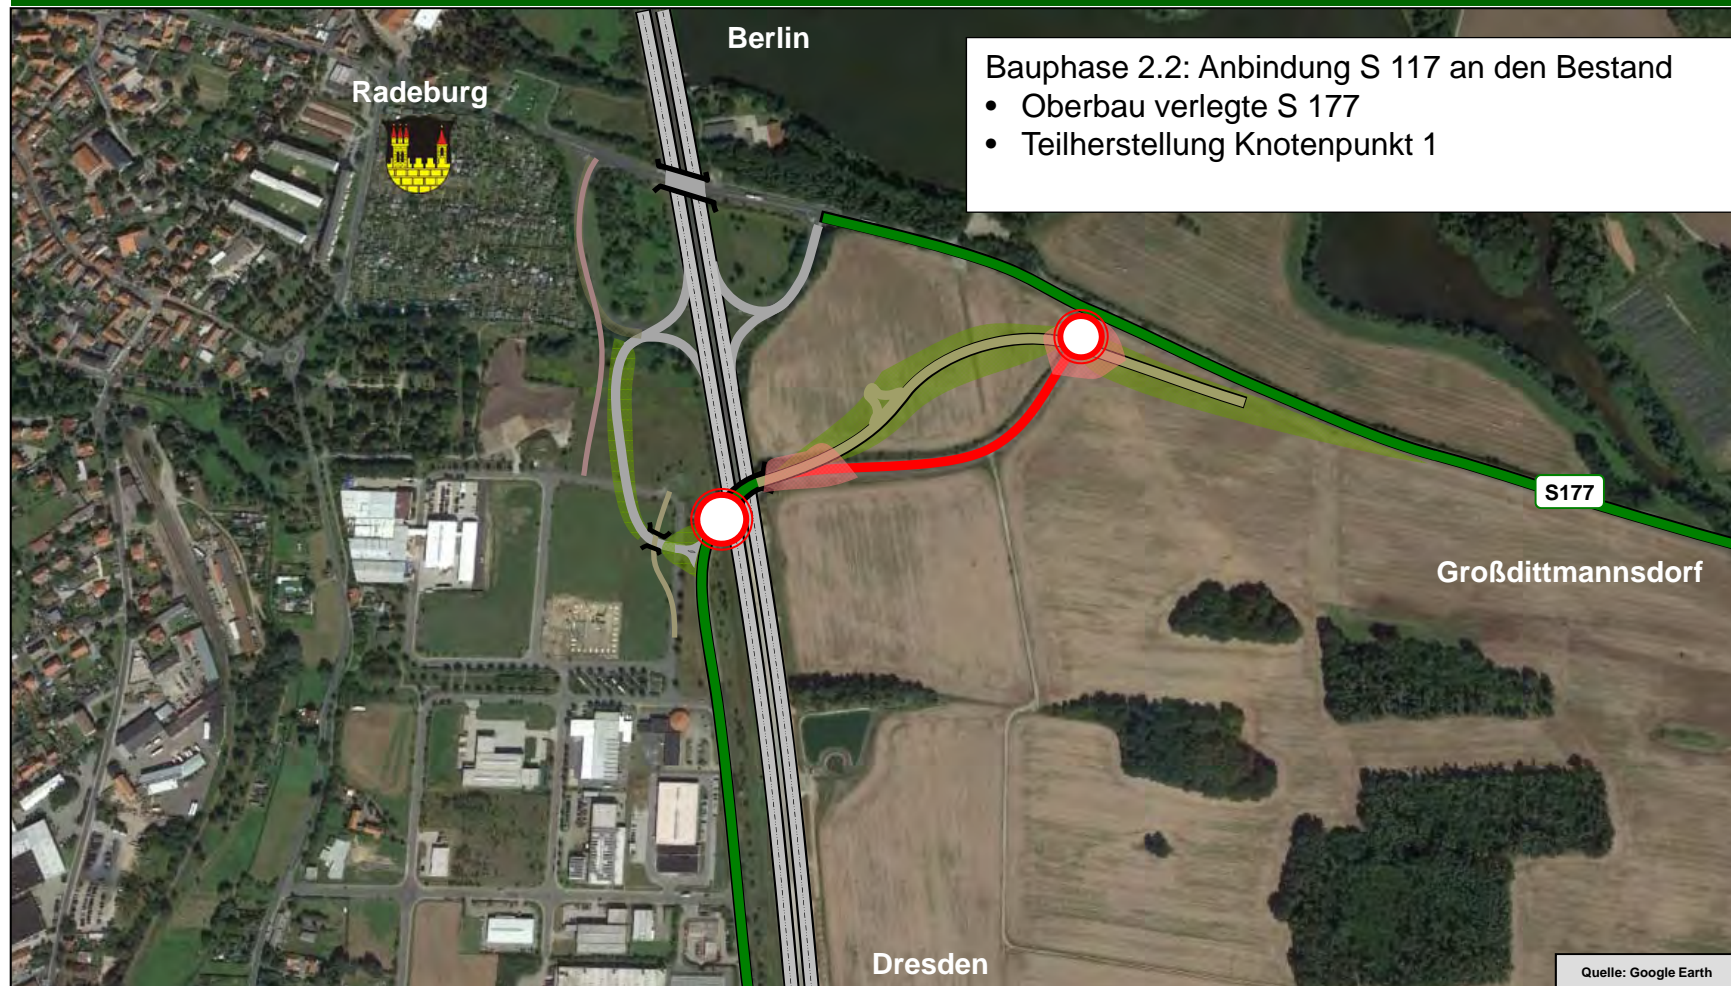 Berlin
Radeburg
Bauphase 2.2: Anbindung S 117 an den Bestand
• Oberbau verlegte S 177
• Teilherstellung Knotenpunkt 1
S177
Großdittmannsdorf
Dresden
Quelle: Google Earth